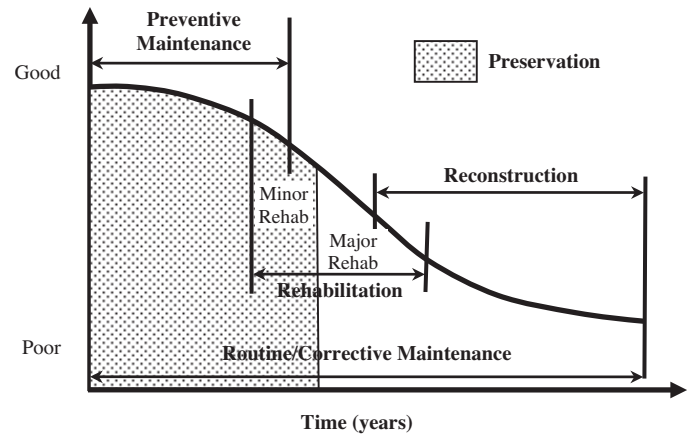 Preventive
Maintenance
Good
Preservation
Reconstruction
Minor
Rehab
Major
Rehab
Rehabilitation
Poor
Routine/Corrective Maintenance
Time (years)